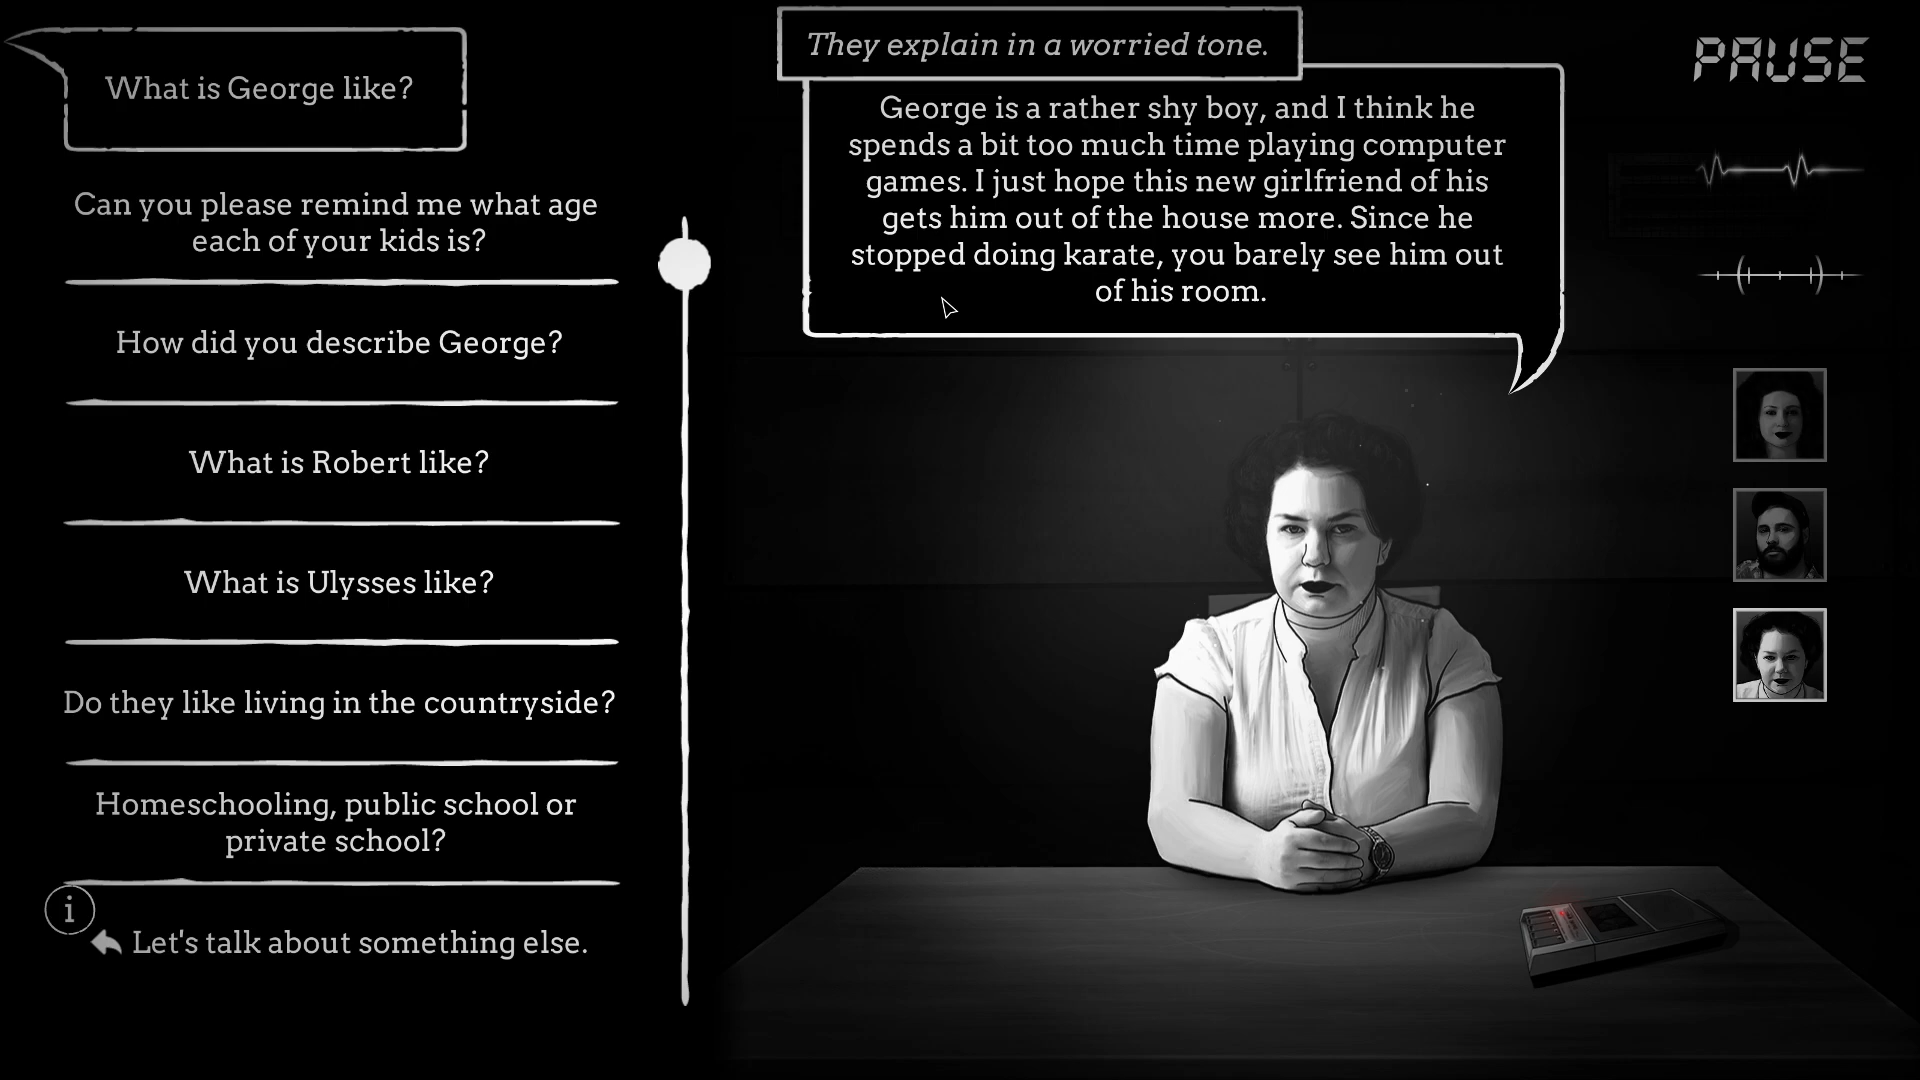 What is George like?
Can you please remind me what age
each of your kids is?
How did you describe George?
What is Robert like?
What is Ulysses like?
Do they like living in the countryside?
Homeschooling, public school or
private school?
i
Let's talk about something else.
They explain in a worried tone.
George is a rather shy boy, and I think he
spends a bit too much time playing computer
games. I just hope this new girlfriend of his
gets him out of the house more. Since he
stopped doing karate, you barely see him out
of his room.
PAUSE